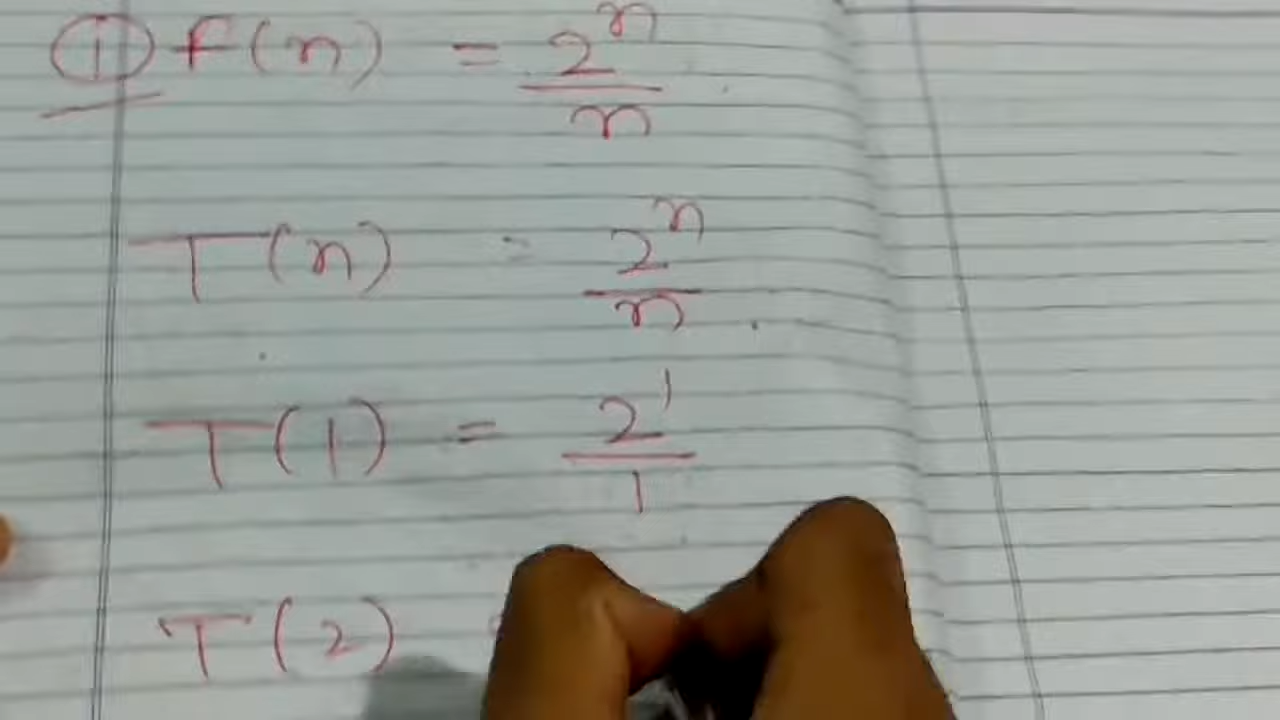 ① f(n) = 2^n / n
T(n) = 2^n / n
T(1) = 2^1 / 1
T(2)